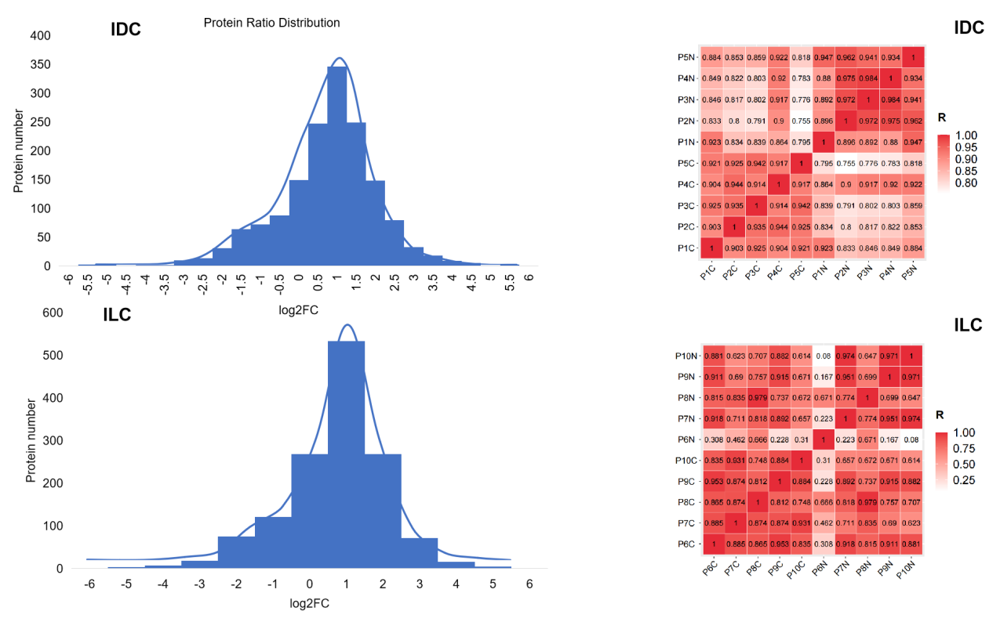 IDC
Protein Ratio Distribution
400
350
300
250
200
150
100
50
0
Protein number
-6 -5.5 -5 -4.5 -4 -3.5 -3 -2.5 -2 -1.5 -1 -0.5 0 0.5 1 1.5 2 2.5 3 3.5 4 4.5 5 5.5 6
log2FC
ILC
600
500
400
300
200
100
0
Protein number
-6 -5 -4 -3 -2 -1 0 1 2 3 4 5 6
log2FC
IDC
P5N 0.884 0.853 0.859 0.922 0.818 0.947 0.962 0.941 0.934 1
P4N 0.849 0.822 0.803 0.92 0.783 0.88 0.975 0.984 1 0.934
P3N 0.846 0.817 0.802 0.917 0.776 0.892 0.972 1 0.984 0.941
P2N 0.833 0.8 0.791 0.9 0.755 0.896 1 0.972 0.975 0.962
P1N 0.923 0.834 0.839 0.864 0.795 1 0.896 0.892 0.88 0.947
P5C 0.921 0.925 0.942 0.917 1 0.795 0.755 0.776 0.783 0.818
P4C 0.904 0.944 0.914 1 0.917 0.864 0.9 0.917 0.92 0.922
P3C 0.925 0.935 1 0.914 0.942 0.839 0.791 0.802 0.803 0.859
P2C 0.903 1 0.935 0.944 0.925 0.834 0.8 0.817 0.822 0.853
P1C 1 0.903 0.925 0.904 0.921 0.923 0.833 0.846 0.849 0.884
P1C P2C P3C P4C P5C P1N P2N P3N P4N P5N
R
1.00
0.95
0.90
0.85
0.80
ILC
P10N 0.881 0.623 0.707 0.882 0.614 0.08 0.974 0.647 0.971 1
P9N 0.911 0.69 0.757 0.915 0.671 0.167 0.951 0.699 1 0.971
P8N 0.815 0.835 0.979 0.737 0.672 0.671 0.774 1 0.699 0.647
P7N 0.918 0.711 0.818 0.892 0.657 0.223 1 0.774 0.951 0.974
P6N 0.308 0.462 0.666 0.228 0.31 1 0.223 0.671 0.167 0.08
P10C 0.835 0.931 0.748 0.884 1 0.31 0.657 0.672 0.671 0.614
P9C 0.953 0.874 0.812 1 0.884 0.228 0.892 0.737 0.915 0.882
P8C 0.865 0.874 1 0.812 0.748 0.666 0.818 0.979 0.757 0.707
P7C 0.885 1 0.874 0.874 0.931 0.462 0.711 0.835 0.69 0.623
P6C 1 0.885 0.865 0.953 0.835 0.308 0.918 0.815 0.911 0.881
P6C P7C P8C P9C P10C P6N P7N P8N P9N P10N
R
1.00
0.75
0.50
0.25